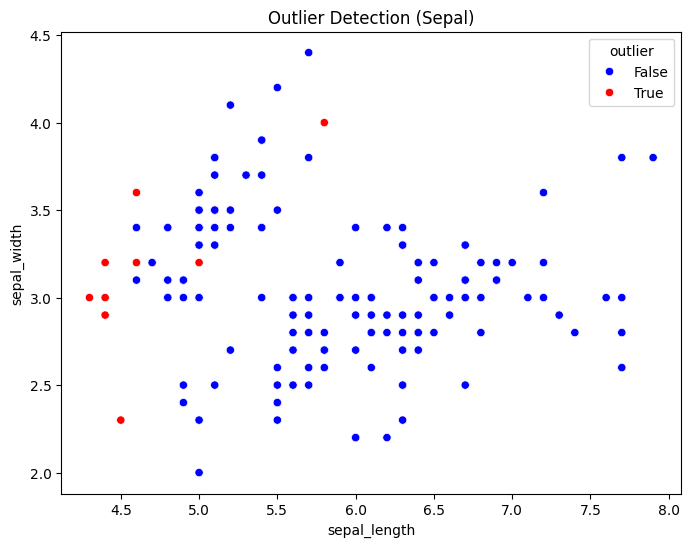 Outlier Detection (Sepal)
outlier
False
True
4.5
4.0
3.5
3.0
2.5
2.0
sepal_width
4.5 5.0 5.5 6.0 6.5 7.0 7.5 8.0
sepal_length